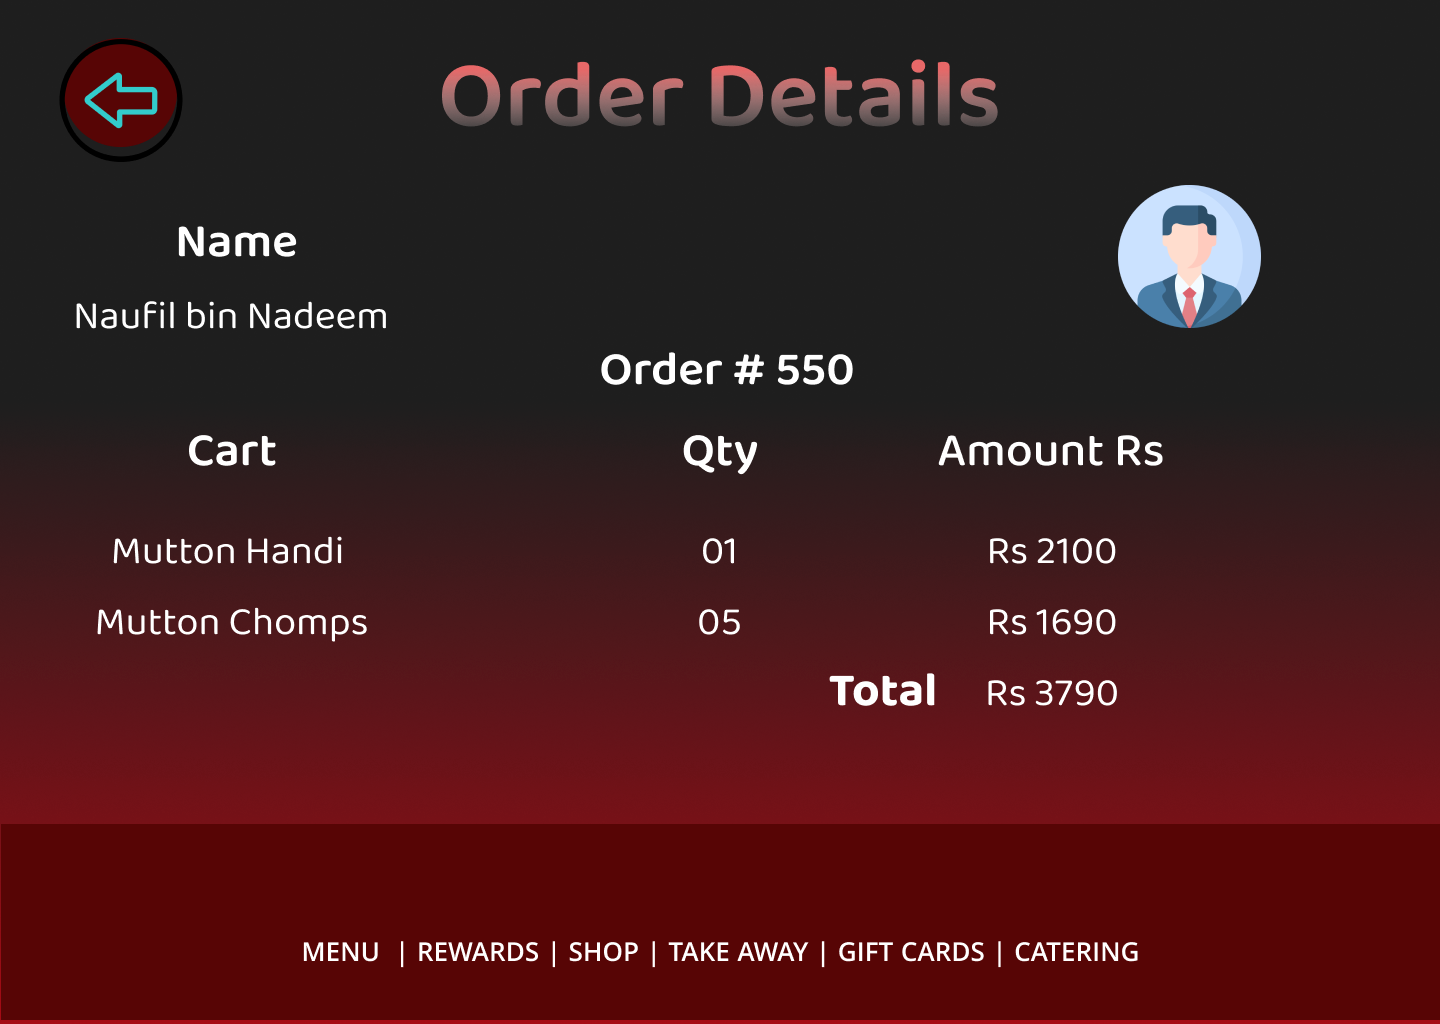 Order Details
Name
Naufil bin Nadeem
Order # 550
Cart Qty Amount Rs
Mutton Handi 01 Rs 2100
Mutton Chomps 05 Rs 1690
Total Rs 3790
MENU | REWARDS | SHOP | TAKE AWAY | GIFT CARDS | CATERING